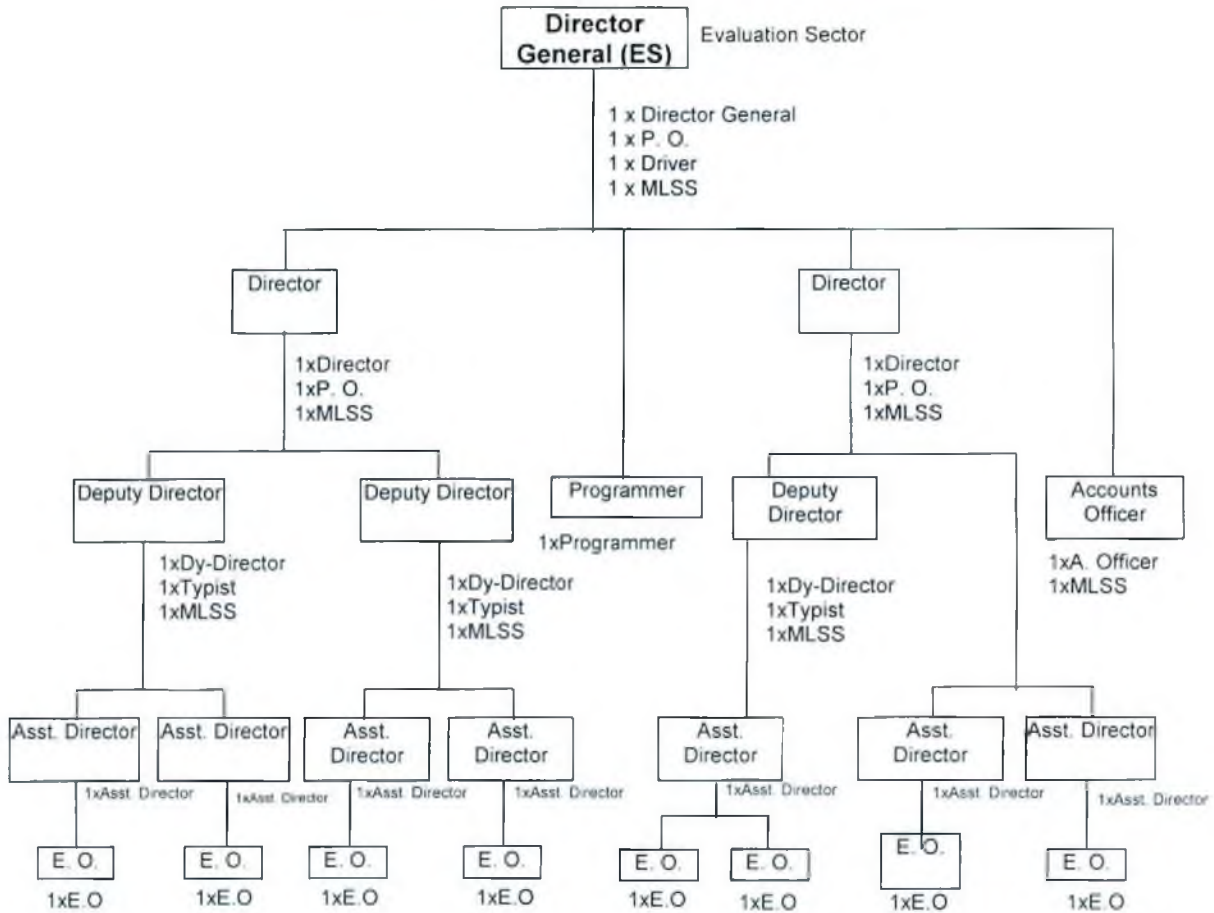 Director
General (ES)
Evaluation Sector
1 x Director General
1 x P. O.
1 x Driver
1 x MLSS
Director
Director
1xDirector
1xP. O.
1xMLSS
1xDirector
1xP. O.
1xMLSS
Deputy Director
Deputy Director
Programmer
Deputy
Director
Accounts
Officer
1xDy-Director
1xTypist
1xMLSS
1xDy-Director
1xTypist
1xMLSS
1xProgrammer
1xDy-Director
1xTypist
1xMLSS
1xA. Officer
1xMLSS
Asst. Director
Asst. Director
Asst.
Director
Asst.
Director
Asst.
Director
Asst.
Director
Asst. Director
1xAsst. Director
1xAsst. Director
1xAsst. Director
1xAsst. Director
1xAsst. Director
1xAsst. Director
1xAsst. Director
E. O.
E. O.
E. O.
E. O.
E. O.
E. O.
E. O.
E. O.
1xE.O
1xE.O
1xE.O
1xE.O
1xE.O
1xE.O
1xE.O
1xE.O